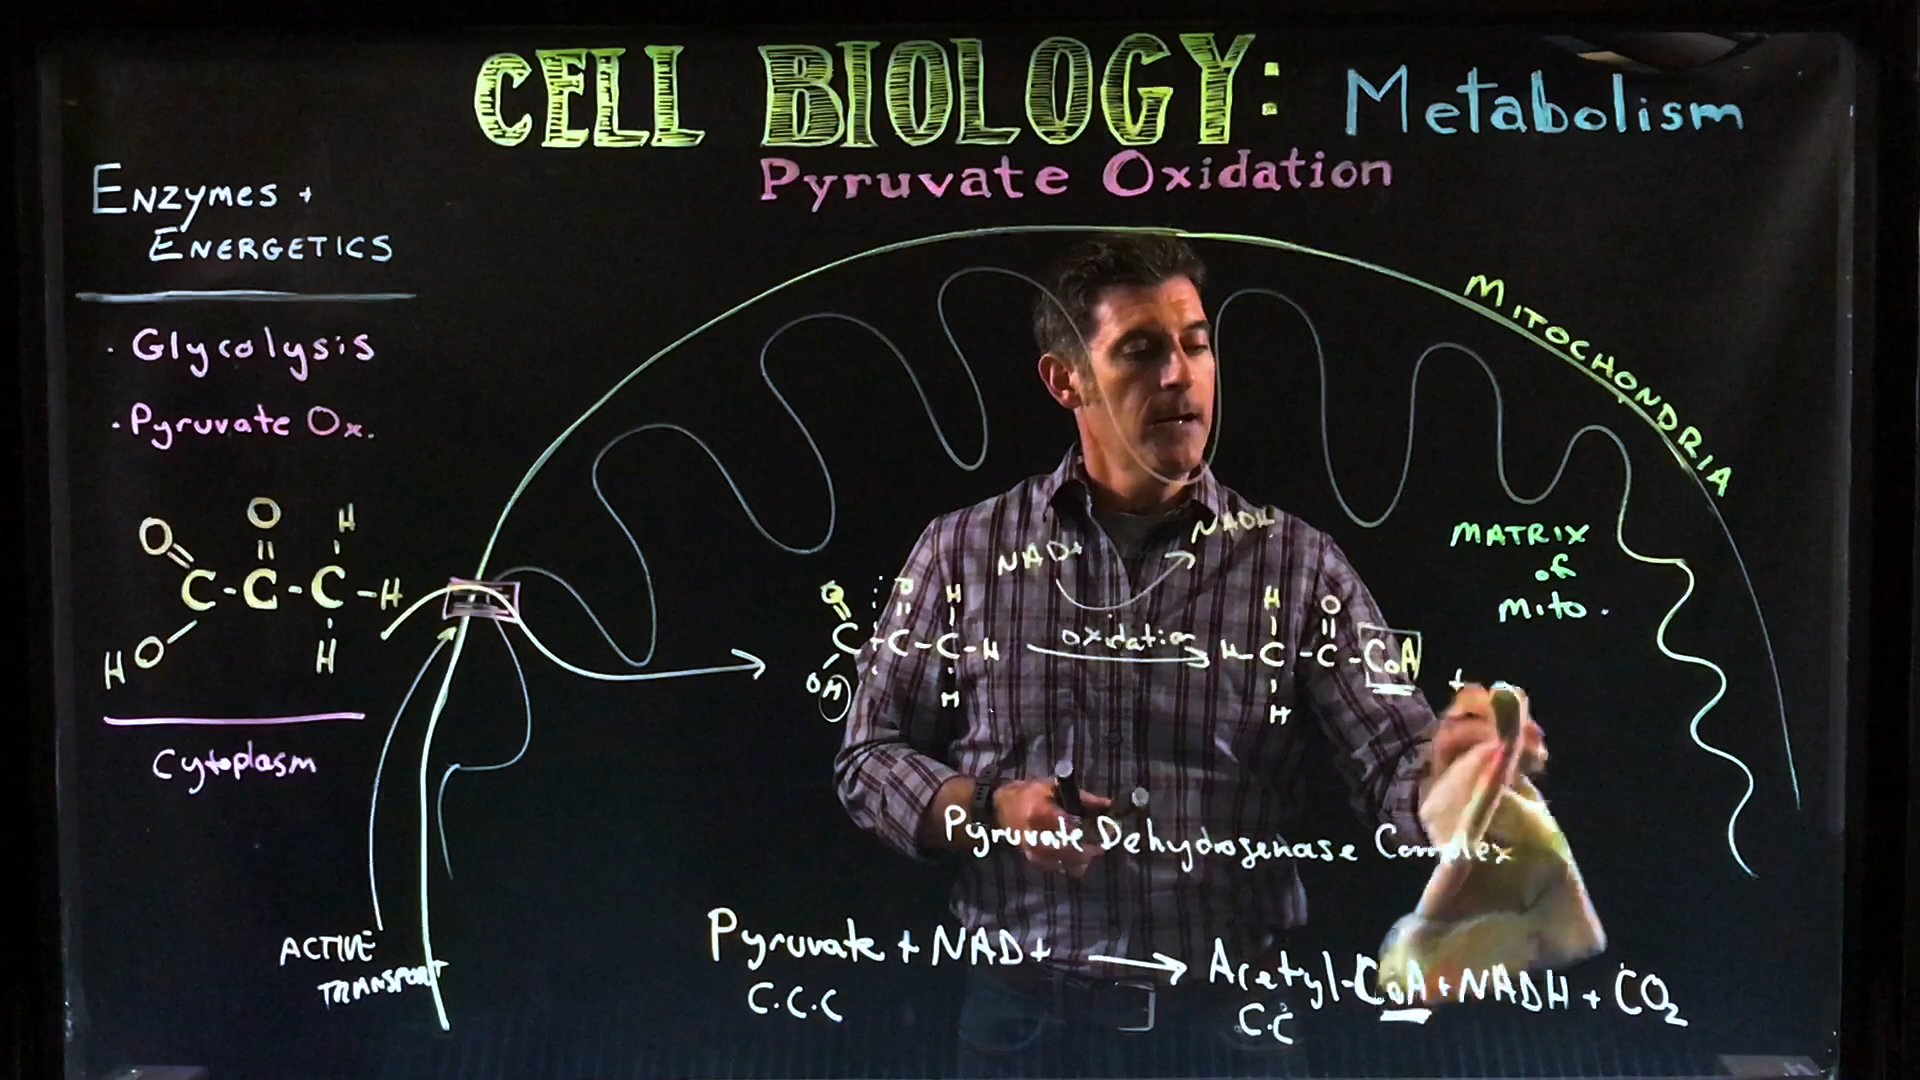 CELL BIOLOGY: Metabolism
Pyruvate Oxidation
ENZYMES +
ENERGETICS
· Glycolysis
· Pyruvate Ox.
O O H
C-C-C-H
HO H
Cytoplasm
ACTIVE
TRANSPORT
MITOCHONDRIA
MATRIX
of
Mito.
NAD+ NADH
O O H
C-C-C-H
OH H
oxidation
H O
H-C-C-CoA
H
+
Pyruvate Dehydrogenase Complex
Pyruvate + NAD+ → Acetyl-CoA + NADH + CO2
C·C·C C·C